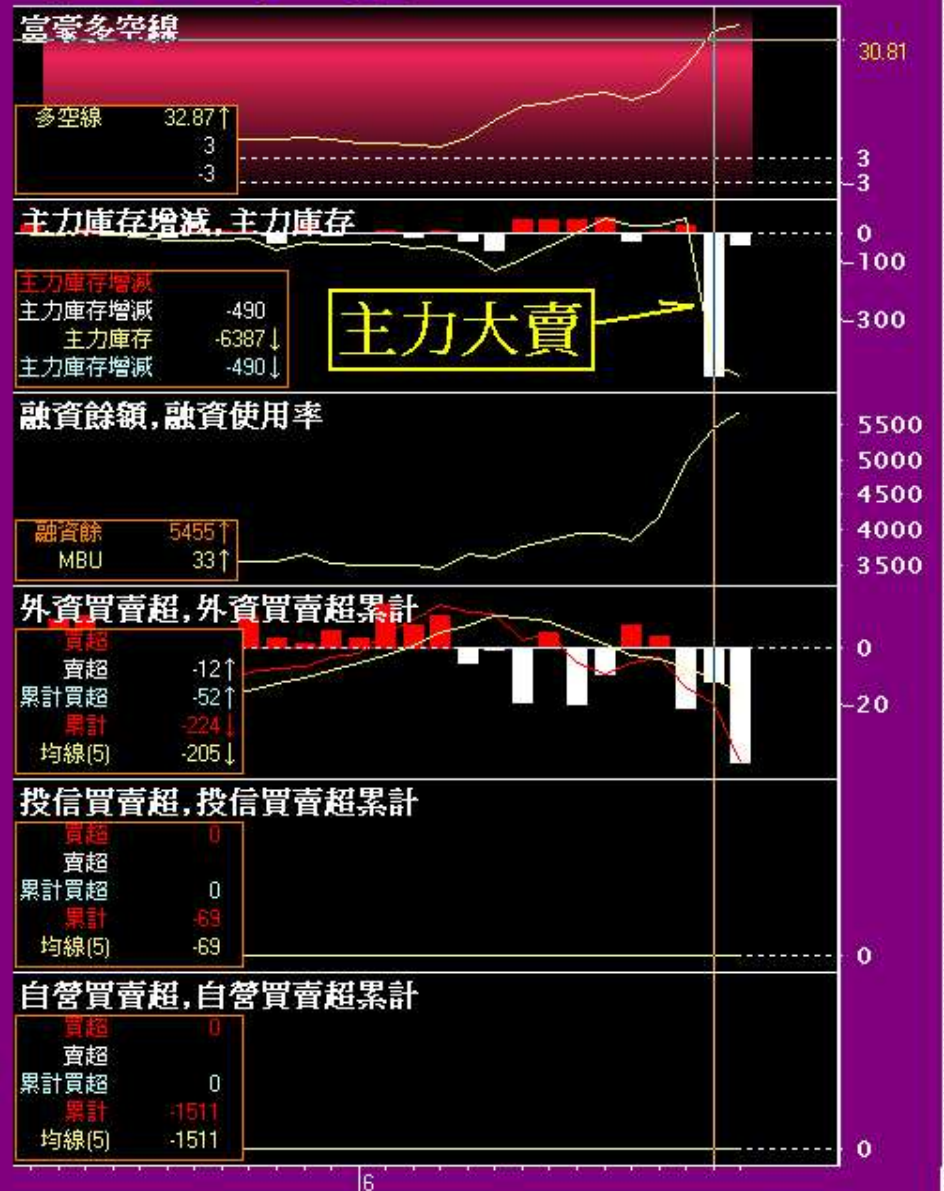 富豪多空線
30.81
多空線 32.87↑
3
-3
3
-3
主力庫存增減,主力庫存
0
-100
-300
主力庫存增減
主力庫存增減 -490
主力庫存 -6387↓
主力庫存增減 -490↓
主力大賣
融資餘額,融資使用率
5500
5000
4500
4000
3500
融資餘 5455↑
MBU 33↑
外資買賣超,外資買賣超累計
買超
賣超 -12↑
累計買超 -52↑
累計 -224↓
均線(5) -205↓
0
-20
投信買賣超,投信買賣超累計
買超 0
賣超
累計買超 0
累計 -69
均線(5) -69
0
自營買賣超,自營買賣超累計
買超 0
賣超
累計買超 0
累計 -1511
均線(5) -1511
0
6